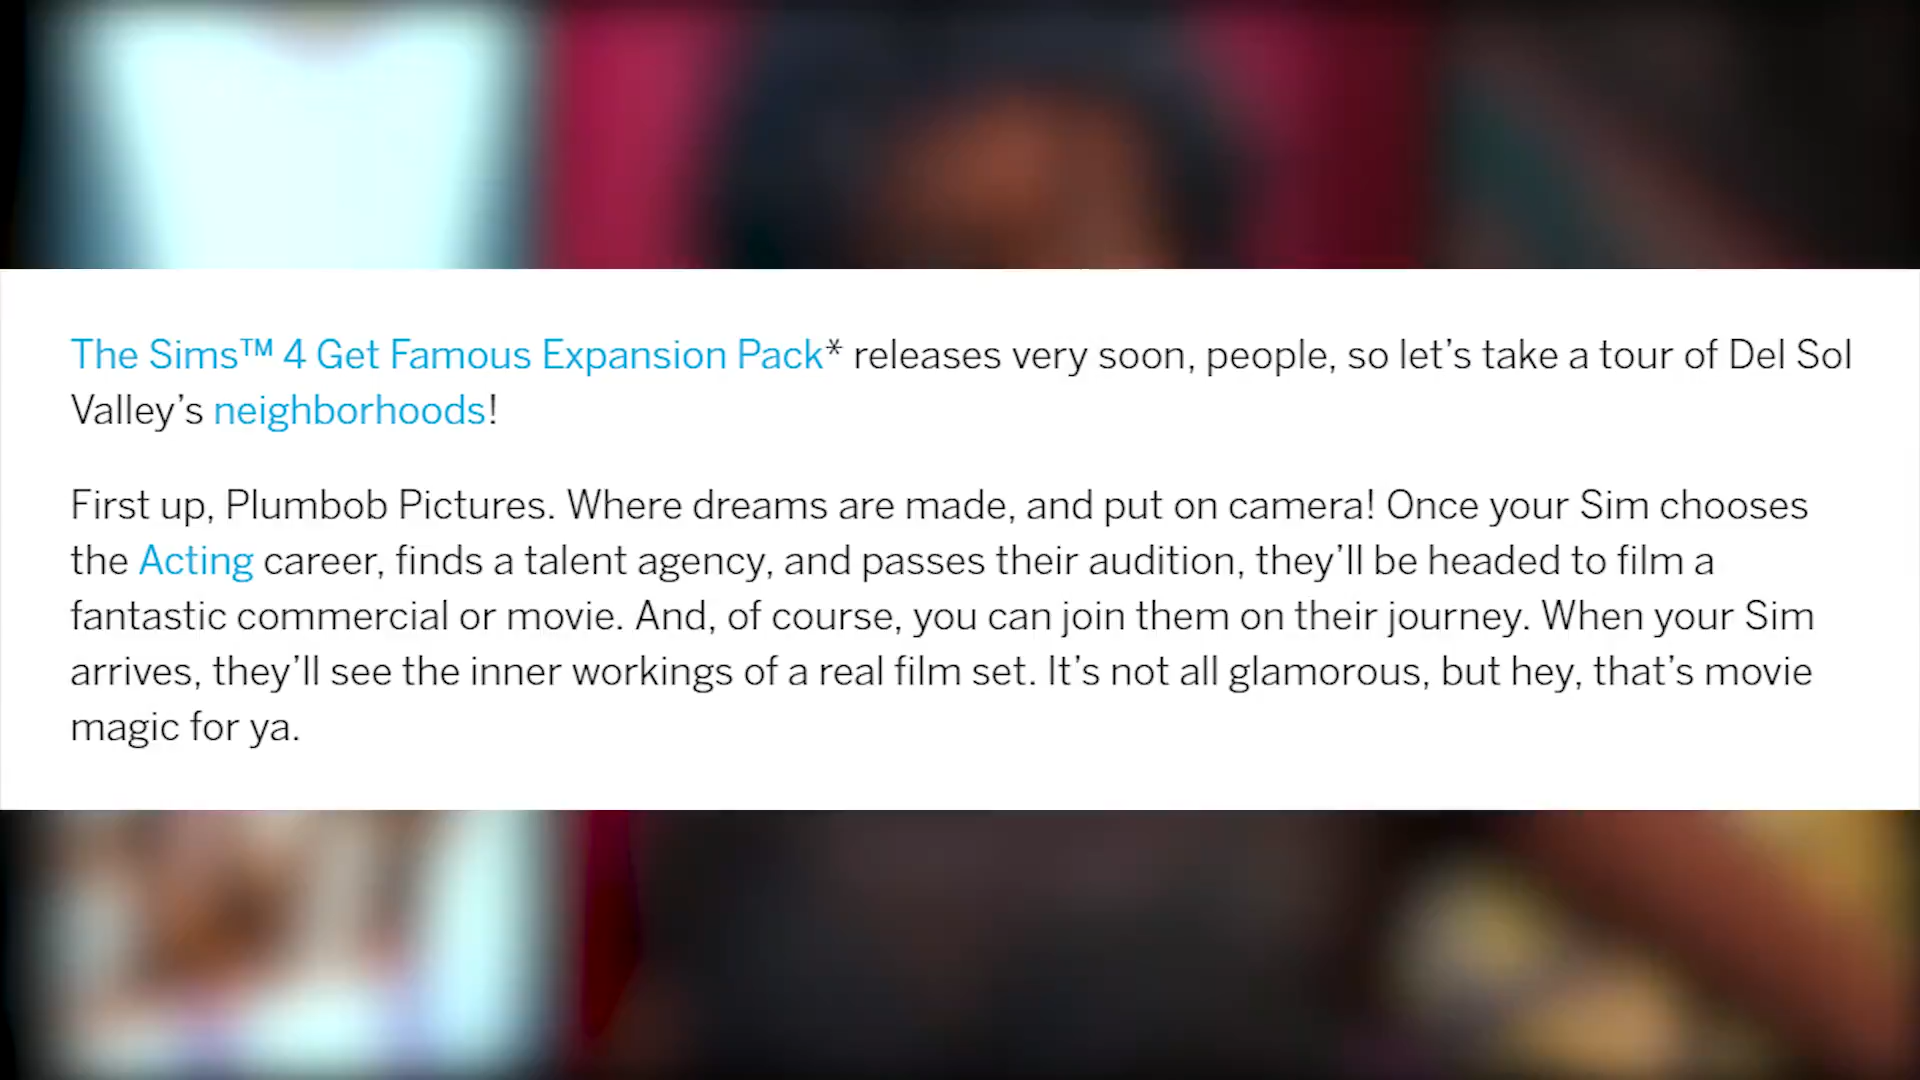 The Sims™ 4 Get Famous Expansion Pack* releases very soon, people, so let’s take a tour of Del Sol
Valley’s neighborhoods!
First up, Plumbob Pictures. Where dreams are made, and put on camera! Once your Sim chooses
the Acting career, finds a talent agency, and passes their audition, they’ll be headed to film a
fantastic commercial or movie. And, of course, you can join them on their journey. When your Sim
arrives, they’ll see the inner workings of a real film set. It’s not all glamorous, but hey, that’s movie
magic for ya.